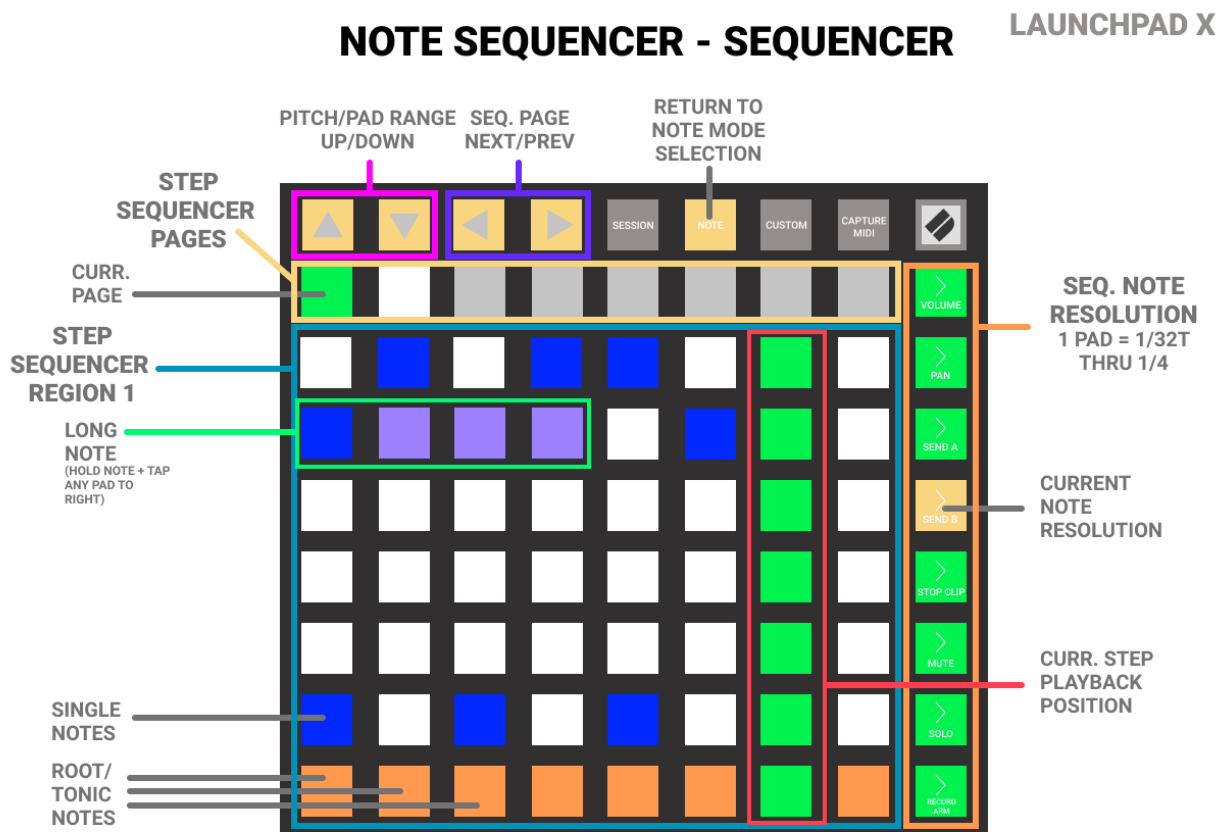 LAUNCHPAD X
NOTE SEQUENCER - SEQUENCER
PITCH/PAD RANGE
UP/DOWN
SEQ. PAGE
NEXT/PREV
RETURN TO
NOTE MODE
SELECTION
STEP
SEQUENCER
PAGES
SESSION
NOTE
CUSTOM
CAPTURE
MIDI
CURR.
PAGE
VOLUME
SEQ. NOTE
RESOLUTION
1 PAD = 1/32T
THRU 1/4
STEP
SEQUENCER
REGION 1
PAN
LONG
NOTE
(HOLD NOTE + TAP
ANY PAD TO
RIGHT)
SEND A
SEND B
CURRENT
NOTE
RESOLUTION
STOP CLIP
MUTE
CURR. STEP
PLAYBACK
POSITION
SINGLE
NOTES
SOLO
ROOT/
TONIC
NOTES
RECORD
ARM